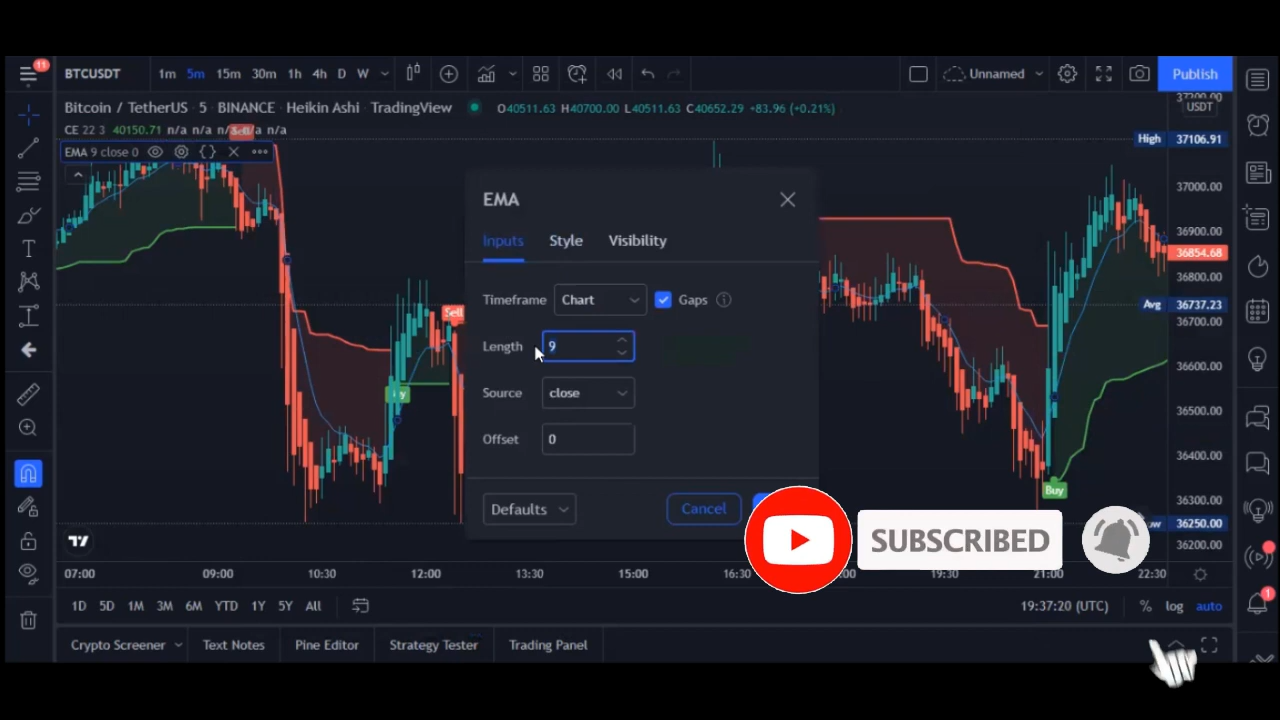 11
BTCUSDT 1m 5m 15m 30m 1h 4h D W Unnamed Publish
Bitcoin / TetherUS · 5 · BINANCE · Heikin Ashi · TradingView O40511.63 H40700.00 L40511.63 C40652.29 +83.96 (+0.21%)
37200.00
USDT
CE 22 3 40150.71 n/a n/a n/a n/a n/a
Sell
High 37106.91
EMA 9 close 0
37000.00
EMA
36900.00
Inputs Style Visibility
36854.68
36800.00
Timeframe Chart Gaps
Avg 36737.23
Sell
36700.00
Length 9
36600.00
Source close
36500.00
Offset 0
36400.00
Buy
36300.00
Defaults Cancel
36250.00
SUBSCRIBED
36200.00
07:00 09:00 10:30 12:00 13:30 15:00 16:30 19:30 21:00 22:30
1D 5D 1M 3M 6M YTD 1Y 5Y All 19:37:20 (UTC) % log auto
1
Crypto Screener Text Notes Pine Editor Strategy Tester Trading Panel